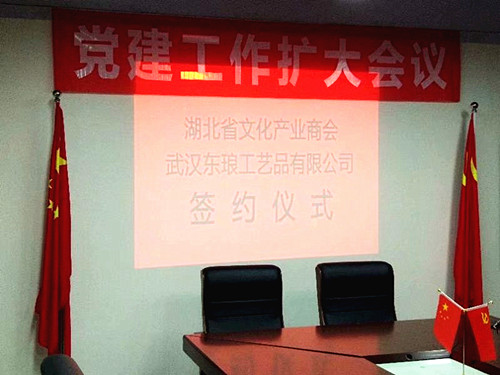 党建工作扩大会议
湖北省文化产业商会
武汉东琅工艺品有限公司
签约仪式